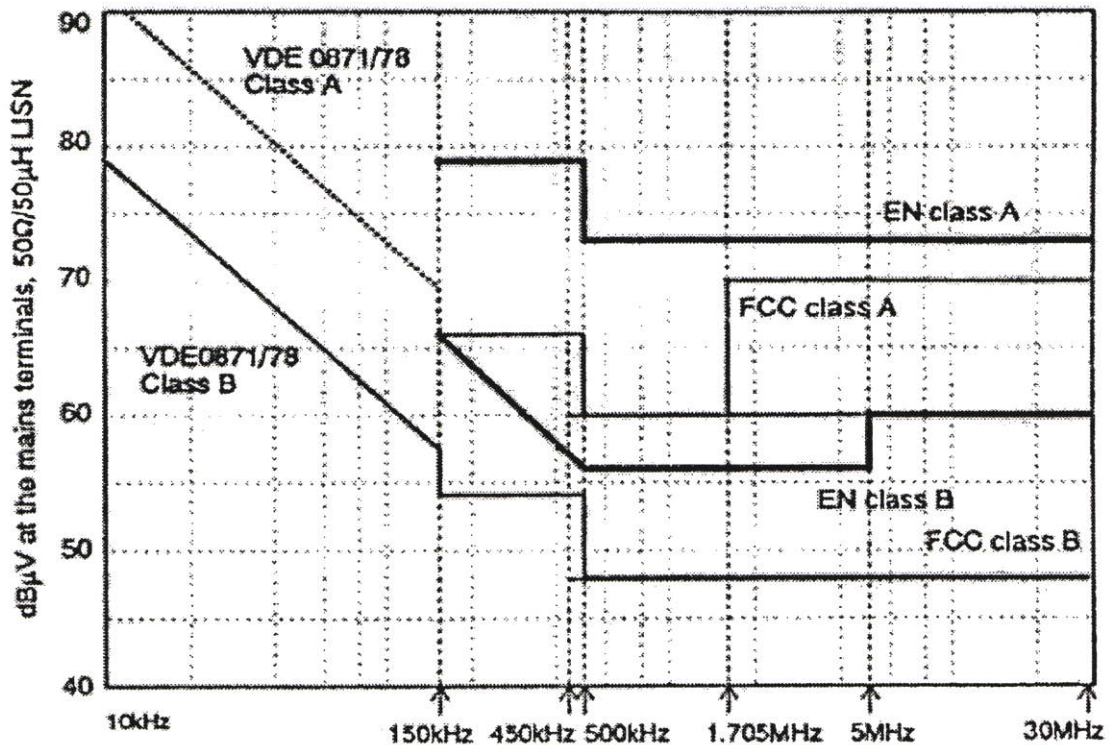 90
80
70
60
50
40
dBµV at the mains terminals, 50Ω/50µH LISN
VDE 0871/78
Class A
EN class A
FCC class A
VDE0871/78
Class B
EN class B
FCC class B
10kHz
150kHz
450kHz
500kHz
1.705MHz
5MHz
30MHz